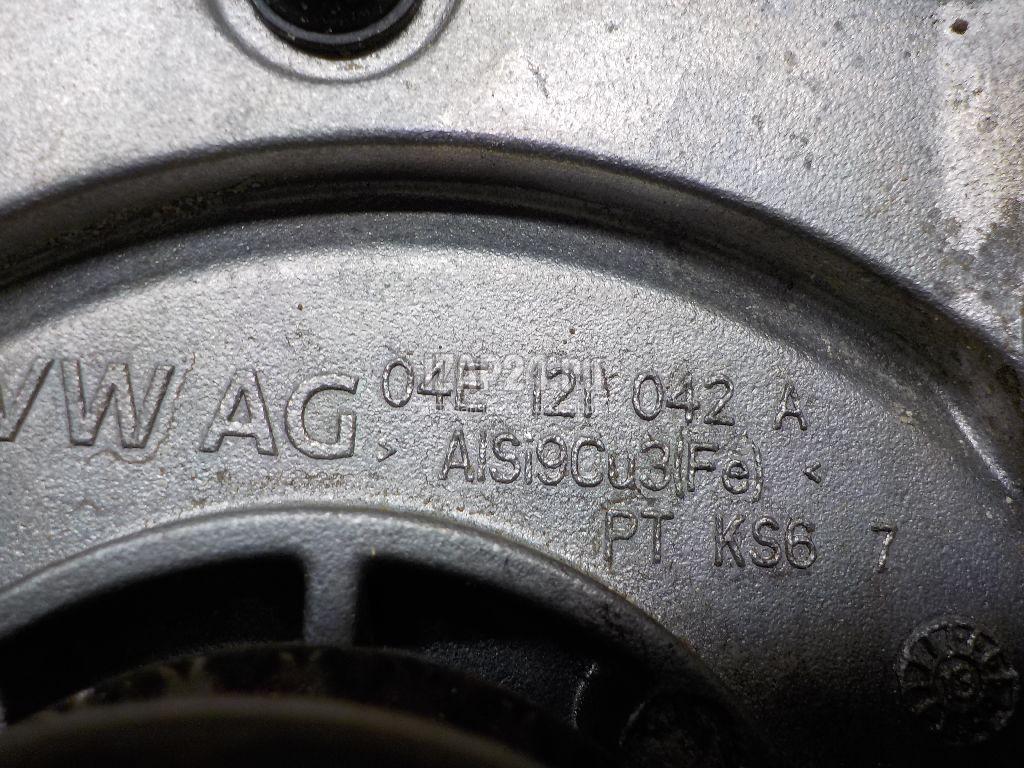 VW AG 04E 121 042 A
> AlSi9Cu3(Fe) <
PT KS6 7